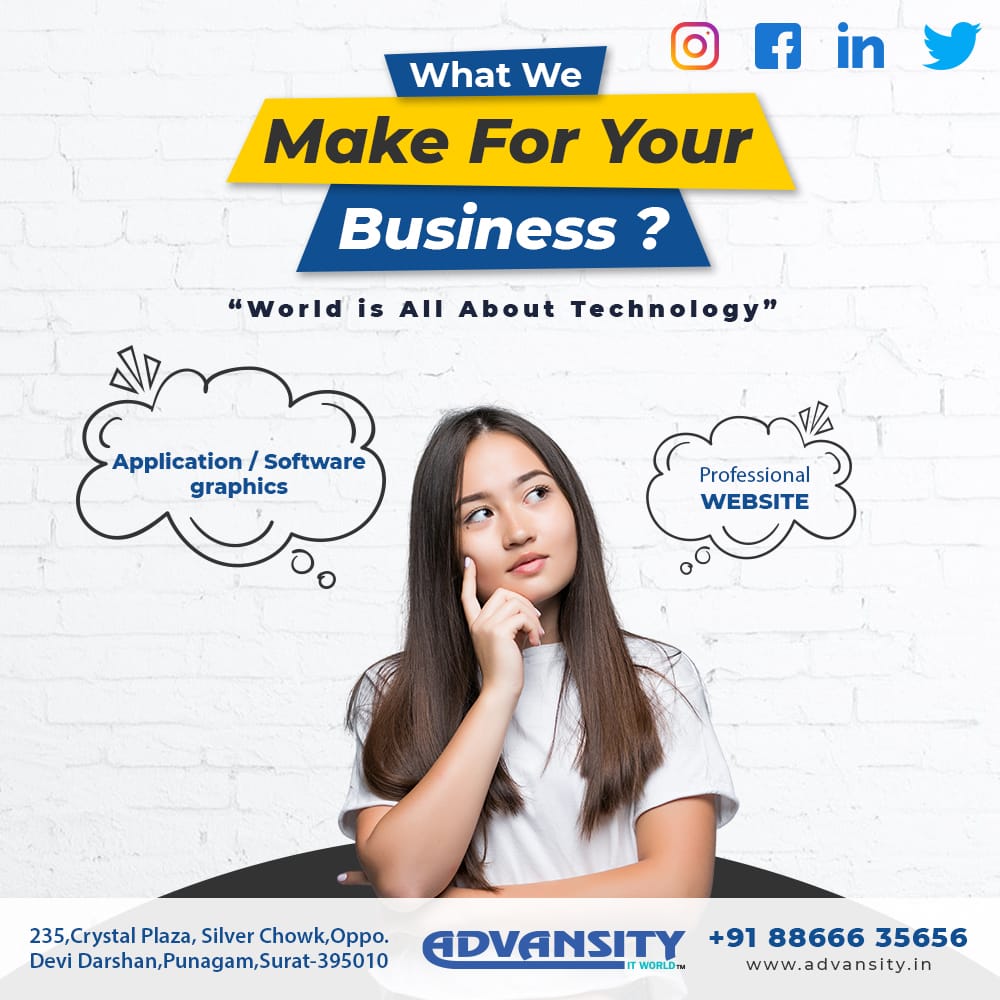 What We
Make For Your
Business ?
“World is All About Technology”
Application / Software
graphics
Professional
WEBSITE
235,Crystal Plaza, Silver Chowk,Oppo.
Devi Darshan,Punagam,Surat-395010
ADVANSITY
IT WORLD™
+91 88666 35656
www.advansity.in